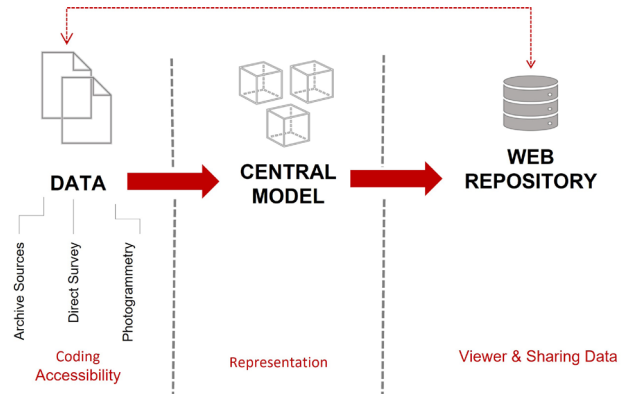 DATA
CENTRAL
MODEL
WEB
REPOSITORY
Archive Sources
Direct Survey
Photogrammetry
Coding
Accessibility
Representation
Viewer & Sharing Data